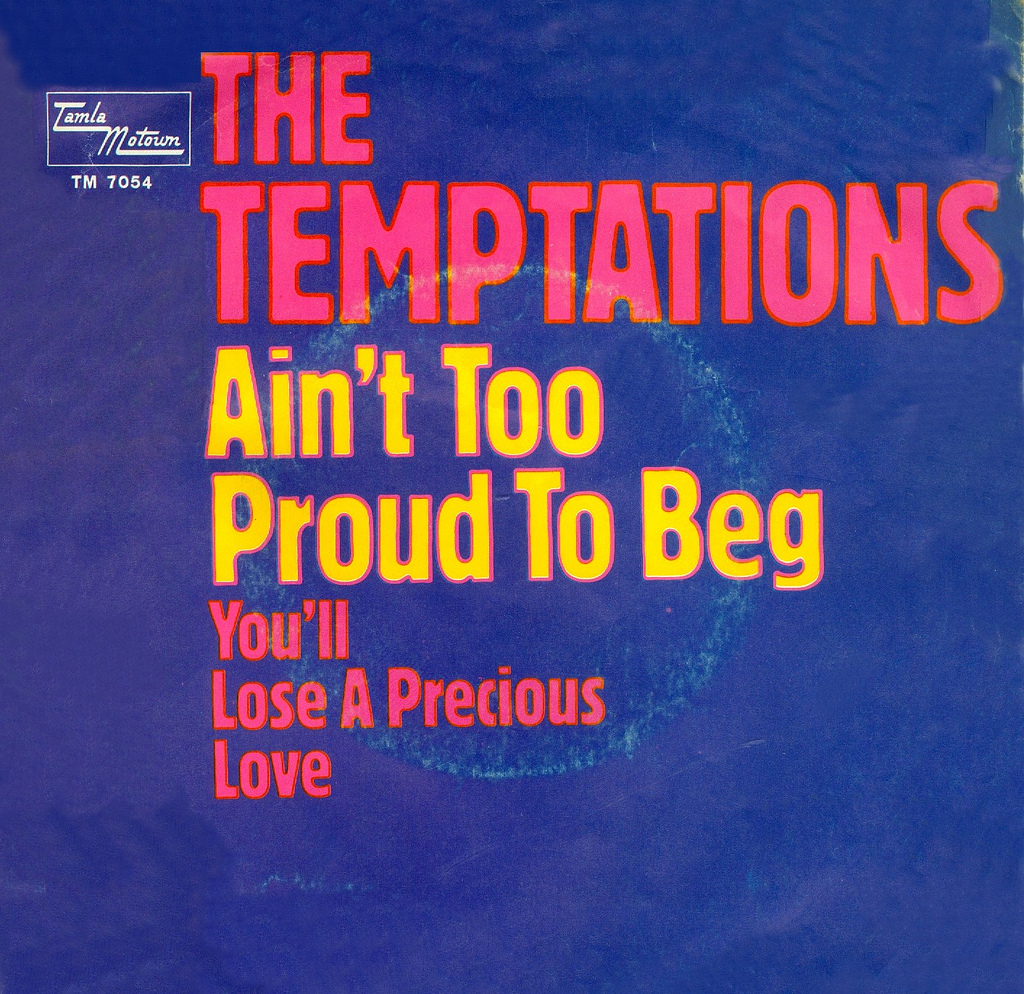 THE
Tamla
Motown
TM 7054
TEMPTATIONS
Ain't Too
Proud To Beg
You'll
Lose A Precious
Love